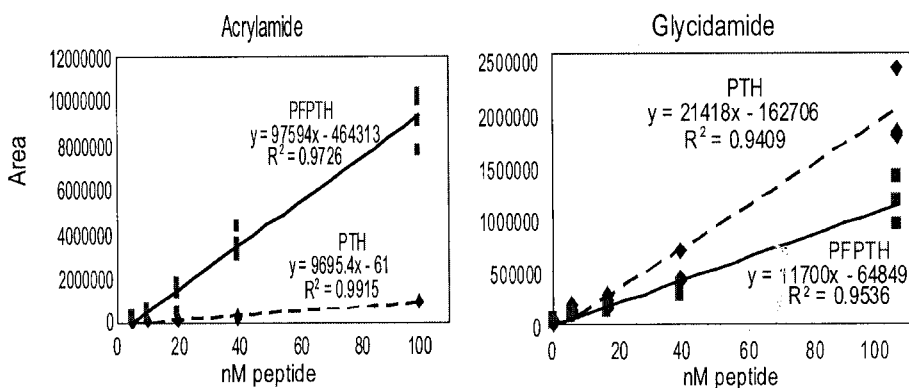 Acrylamide
12000000
10000000
8000000
6000000
4000000
2000000
0
Area
PFPTH
y = 97594x - 464313
R² = 0.9726
PTH
y = 9695.4x - 61
R² = 0.9915
0 20 40 60 80 100
nM peptide
Glycidamide
2500000
2000000
1500000
1000000
500000
0
PTH
y = 21418x - 162706
R² = 0.9409
PFPTH
y = 11700x - 64849
R² = 0.9536
0 20 40 60 80 100
nM peptide